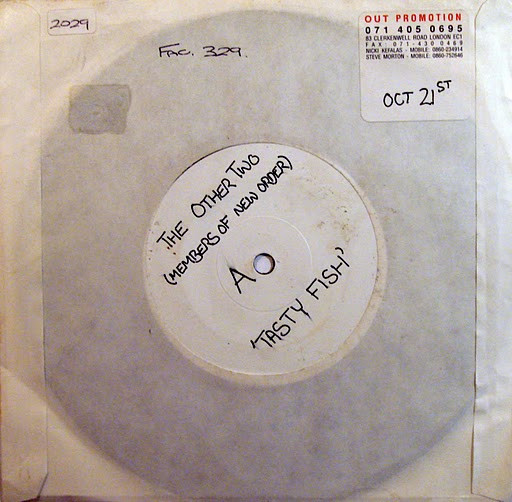 2029
FAC. 329.
OUT PROMOTION
071 405 0695
83 CLERKENWELL ROAD LONDON EC1
FAX: 071-430 0469
NICKI KEFALAS - MOBILE: 0860-234914
STEVE MORTON - MOBILE: 0860-752646
OCT 21ST
THE OTHER TWO
(MEMBERS OF NEW ORDER)
A
'TASTY FISH'